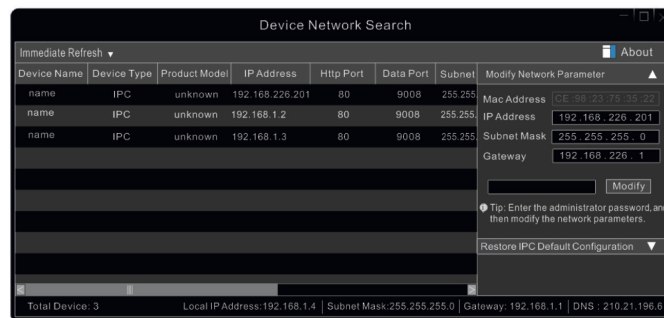 Device Network Search
Immediate Refresh ▼ About
Device Name Device Type Product Model IP Address Http Port Data Port Subnet
name IPC unknown 192.168.226.201 80 9008 255.255
name IPC unknown 192.168.1.2 80 9008 255.255.
name IPC unknown 192.168.1.3 80 9008 255.255.
Modify Network Parameter ▲
Mac Address CE:98:23:75:35:22
IP Address 192.168.226.201
Subnet Mask 255.255.255.0
Gateway 192.168.226.1
Modify
Tip: Enter the administrator password, and
then modify the network parameters.
Restore IPC Default Configuration ▼
Total Device: 3 Local IP Address:192.168.1.4 Subnet Mask:255.255.255.0 Gateway: 192.168.1.1 DNS : 210.21.196.6